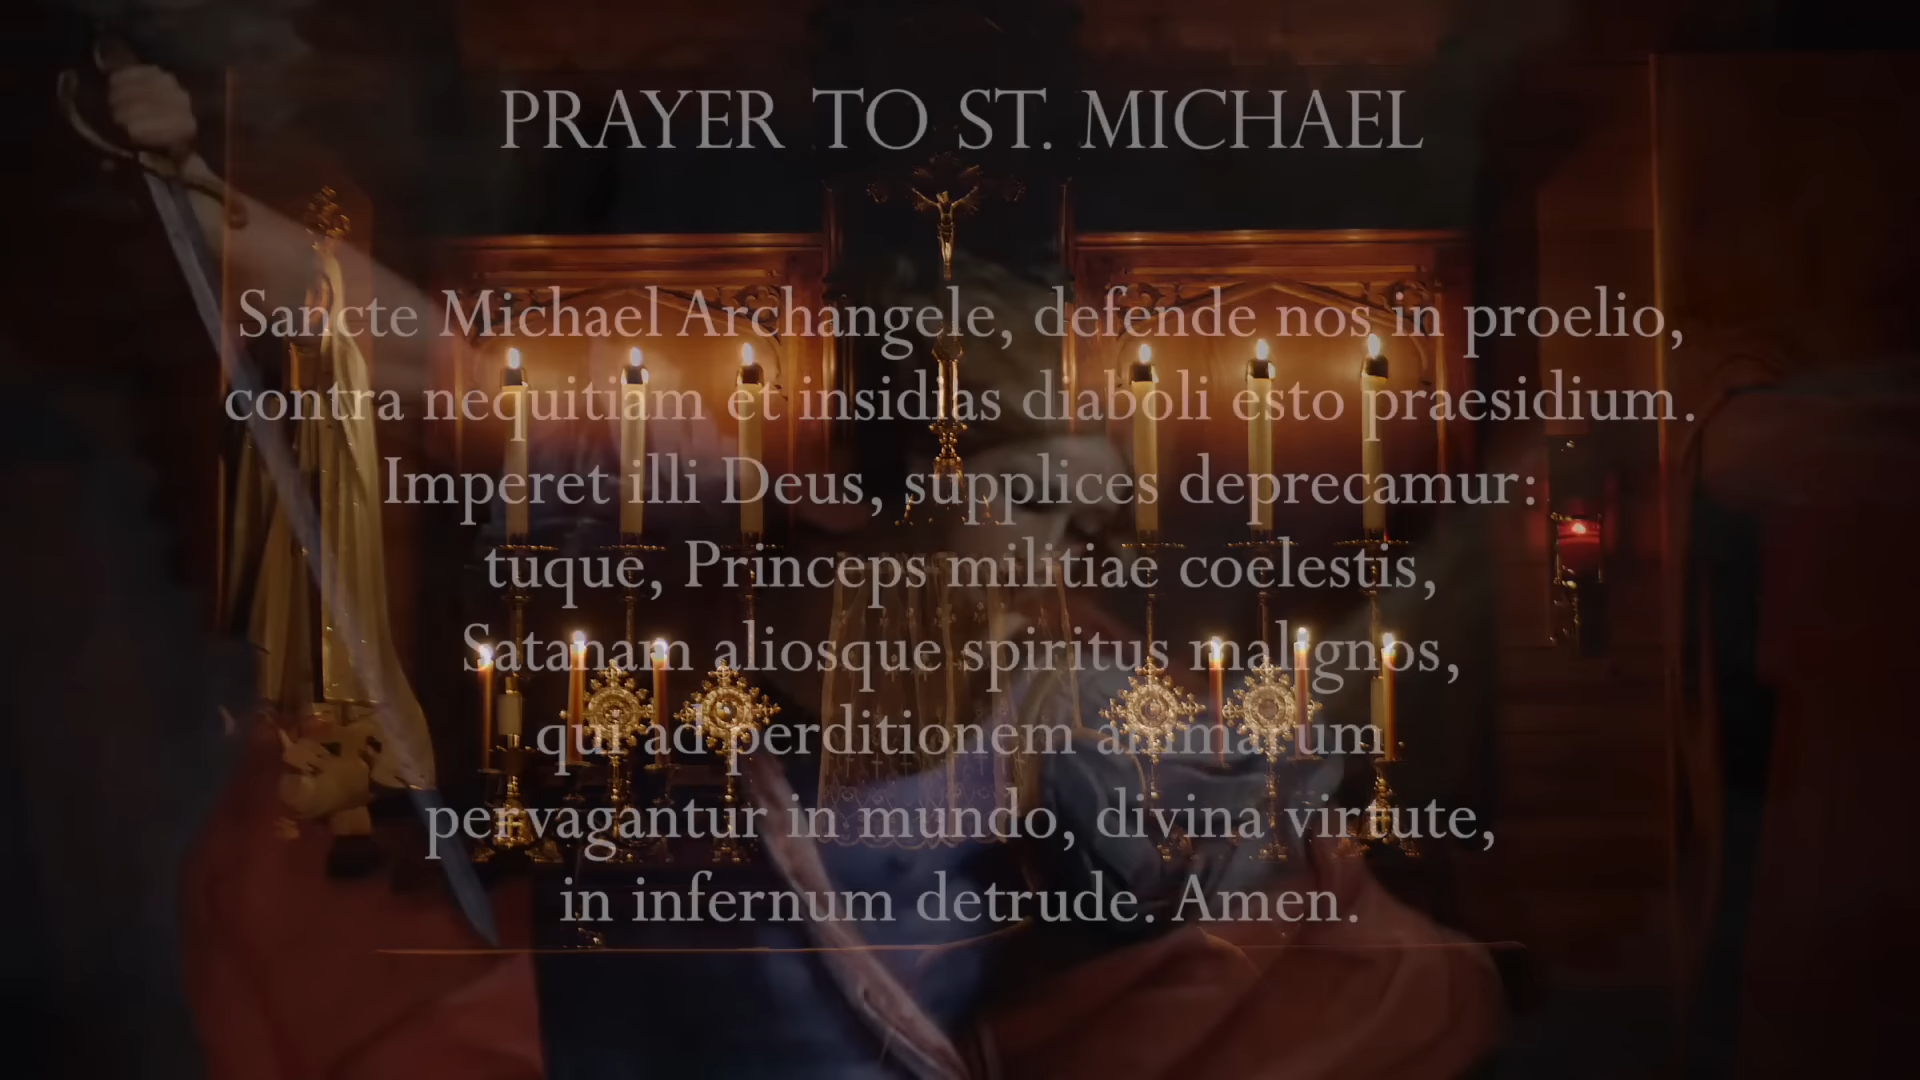 PRAYER TO ST. MICHAEL
Sancte Michael Archangele, defende nos in proelio,
contra nequitiam et insidias diaboli esto praesidium.
Imperet illi Deus, supplices deprecamur:
tuque, Princeps militiae coelestis,
Satanam aliosque spiritus malignos,
qui ad perditionem animarum
pervagantur in mundo, divina virtute,
in infernum detrude. Amen.